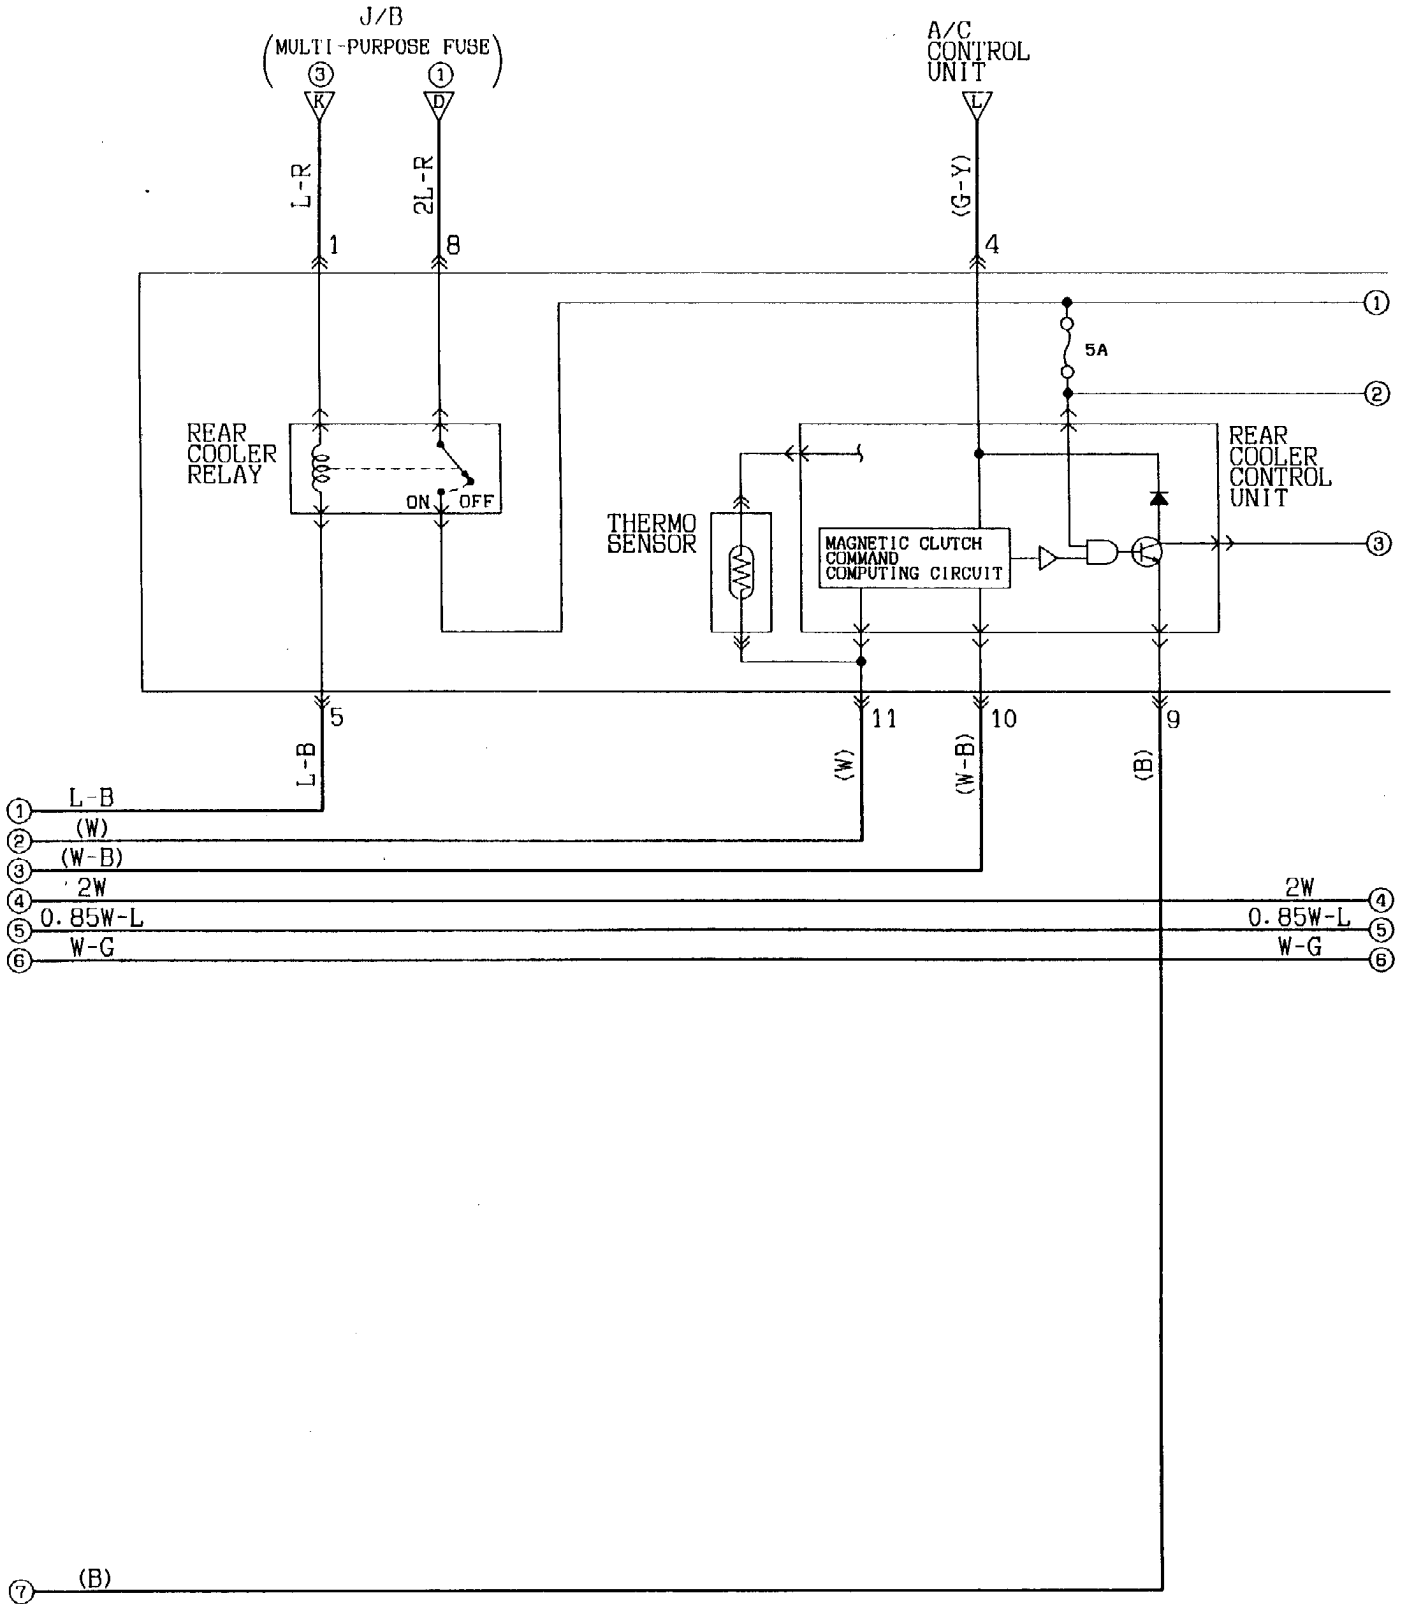 J/B
(MULTI-PURPOSE FUSE)
3
1
K
D
A/C
CONTROL
UNIT
L
L-R
2L-R
(G-Y)
1
8
4
1
5A
2
REAR
COOLER
RELAY
ON
OFF
THERMO
SENSOR
MAGNETIC CLUTCH
COMMAND
COMPUTING CIRCUIT
REAR
COOLER
CONTROL
UNIT
3
5
11
10
9
L-B
(W)
(W-B)
(B)
1 L-B
2 (W)
3 (W-B)
4 2W
2W 4
5 0.85W-L
0.85W-L 5
6 W-G
W-G 6
7 (B)